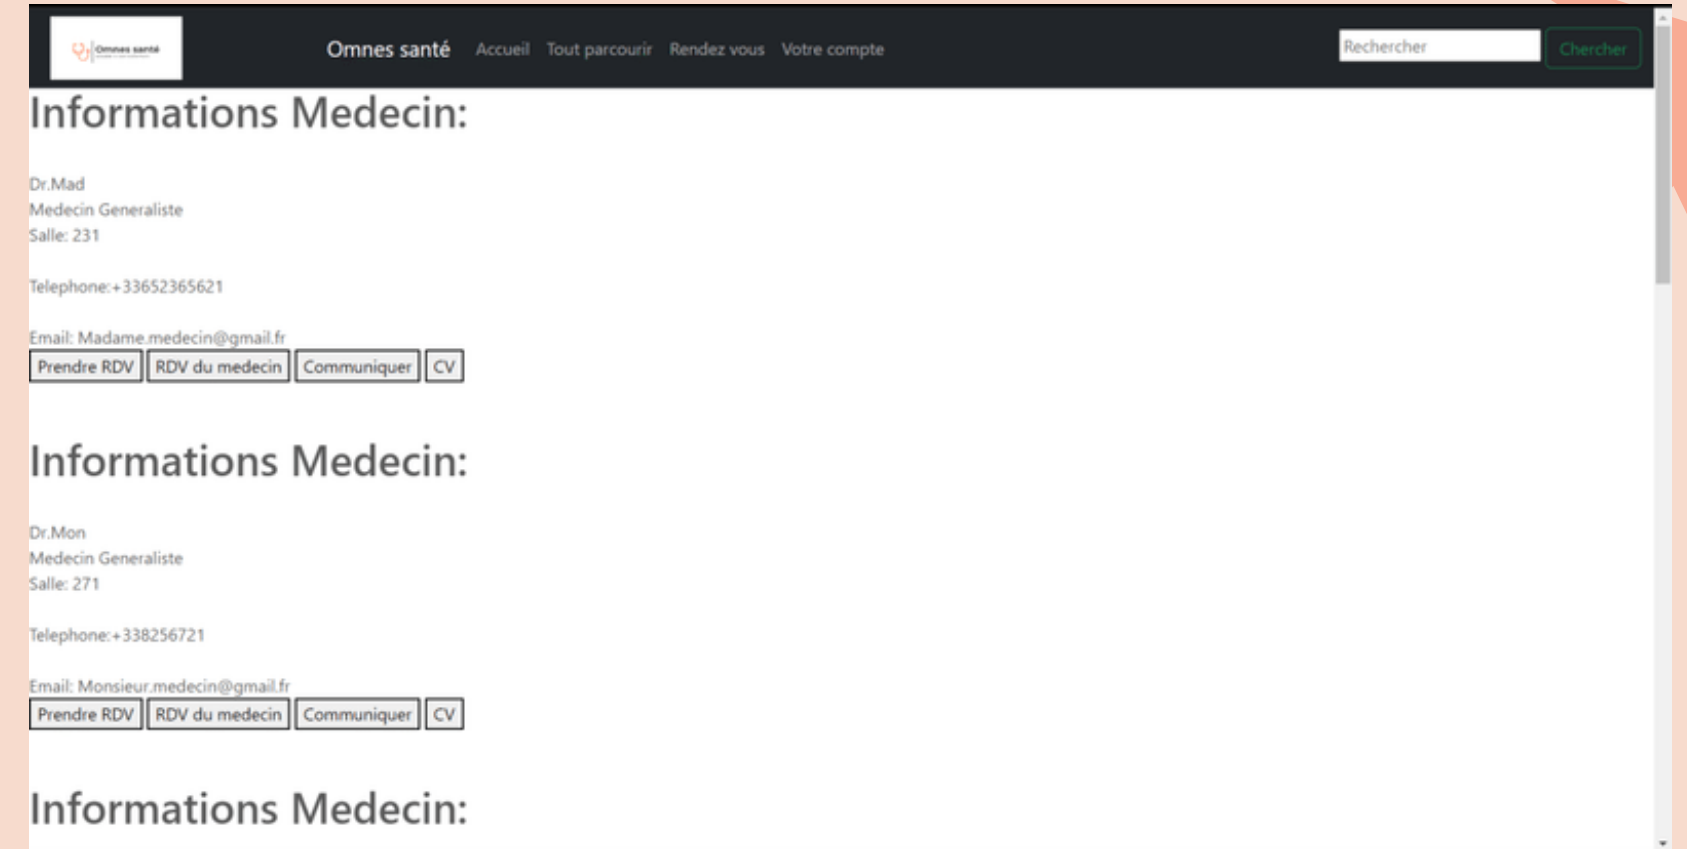 Omnes santé
Omnes santé Accueil Tout parcourir Rendez vous Votre compte Rechercher Chercher
Informations Medecin:
Dr.Mad
Medecin Generaliste
Salle: 231
Telephone:+33652365621
Email: Madame.medecin@gmail.fr
Prendre RDV RDV du medecin Communiquer CV
Informations Medecin:
Dr.Mon
Medecin Generaliste
Salle: 271
Telephone:+338256721
Email: Monsieur.medecin@gmail.fr
Prendre RDV RDV du medecin Communiquer CV
Informations Medecin: